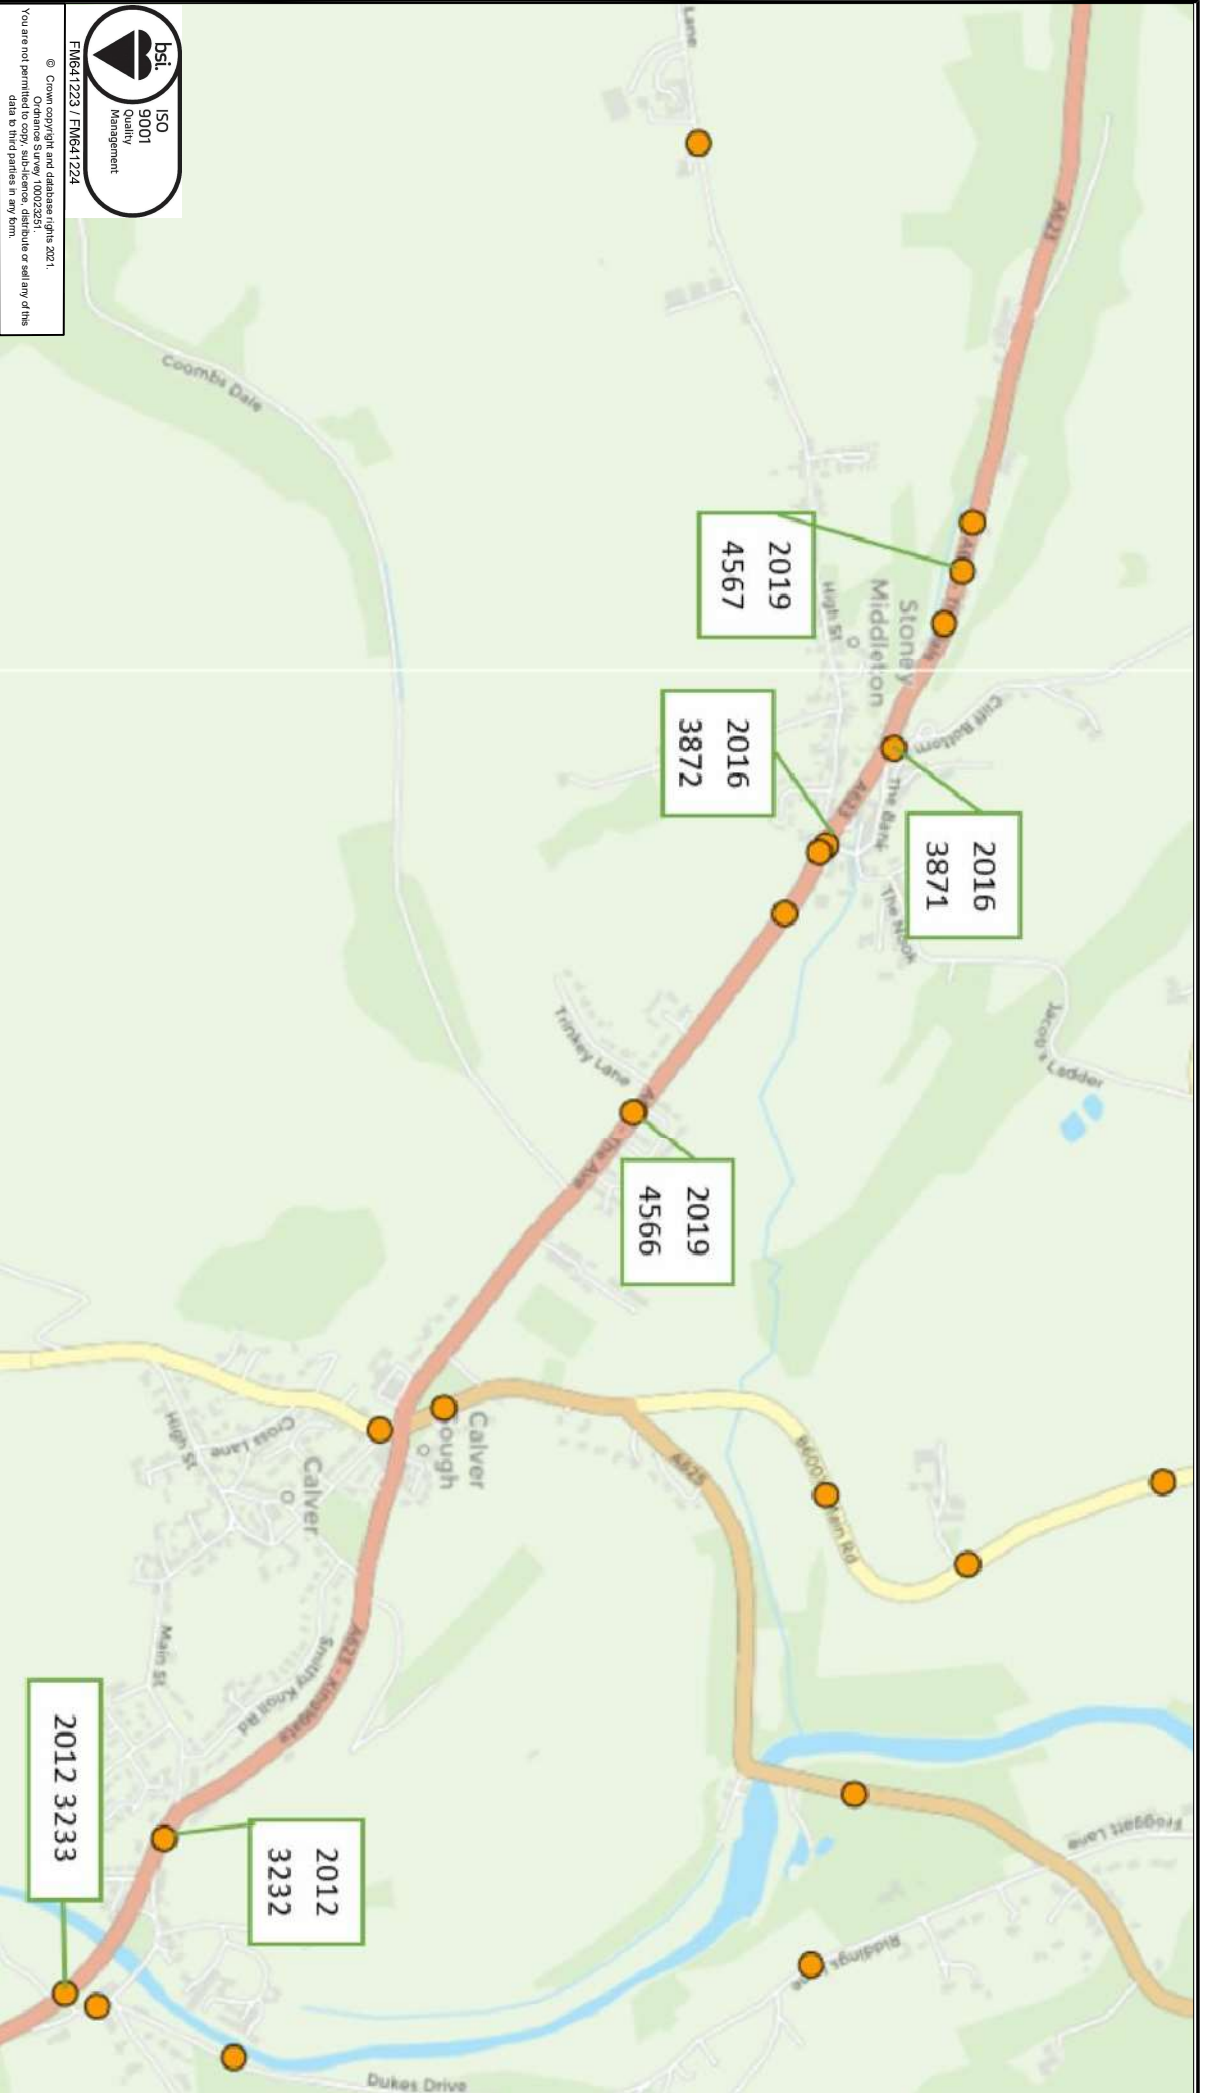 Lane
A623
bsi.
ISO
9001
Quality
Management
FM641223 / FM641224
© Crown copyright and database rights 2021.
Ordnance Survey 100023251.
You are not permitted to copy, sub-licence, distribute or sell any of this
data to third parties in any form.
Coombs Dale
2019
4567
Stoney
Middleton
High St
Cliff Bottom
2016
3872
A623
The Bank
2016
3871
The Nook
Jacob's Ladder
Trinkey Lane
The Ave
2019
4566
Calver
Calver
Cross Lane
High St
A625
Main Rd
Main St
Smithy Knoll Rd
A623 - Kingsgate
2012
3232
2012 3233
Froggatt Lane
Riddings
Dukes Drive